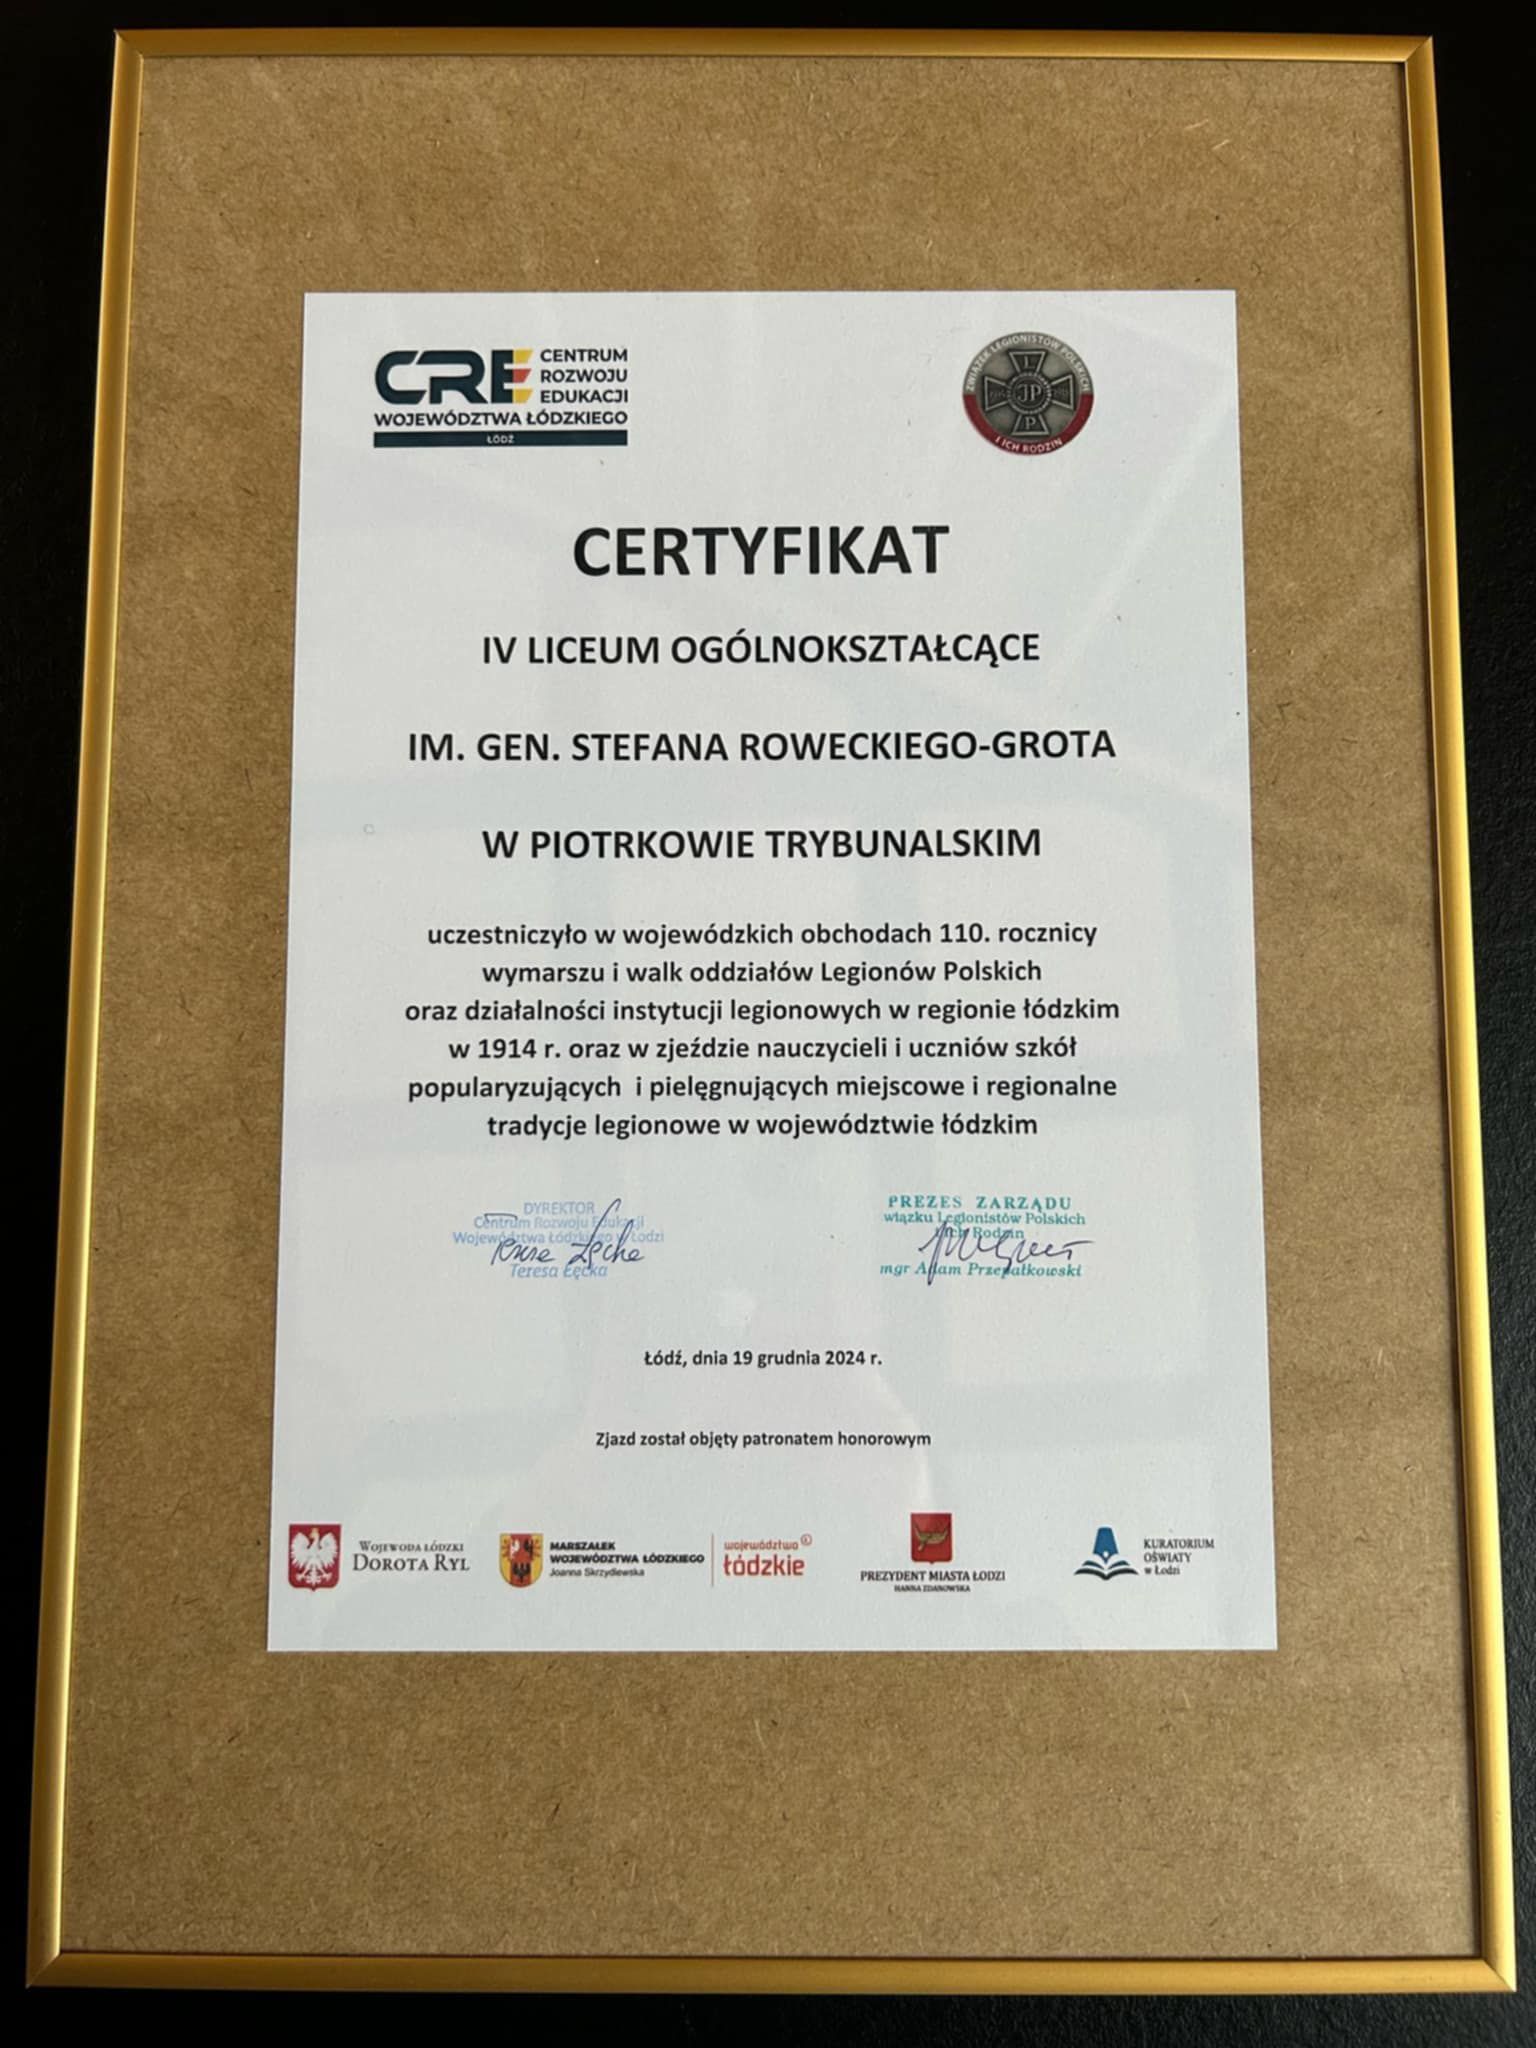 CRE CENTRUM
ROZWOJU
EDUKACJI
WOJEWÓDZTWA ŁÓDZKIEGO
ŁÓDŹ
ZWIĄZEK LEGIONISTÓW POLSKICH
L
JP
P
I ICH RODZIN
CERTYFIKAT
IV LICEUM OGÓLNOKSZTAŁCĄCE
IM. GEN. STEFANA ROWECKIEGO-GROTA
W PIOTRKOWIE TRYBUNALSKIM
uczestniczyło w wojewódzkich obchodach 110. rocznicy
wymarszu i walk oddziałów Legionów Polskich
oraz działalności instytucji legionowych w regionie łódzkim
w 1914 r. oraz w zjeździe nauczycieli i uczniów szkół
popularyzujących i pielęgnujących miejscowe i regionalne
tradycje legionowe w województwie łódzkim
DYREKTOR
Centrum Rozwoju Edukacji
Województwa Łódzkiego w Łodzi
Teresa Łęcka
PREZES ZARZĄDU
wiązku Legionistów Polskich
i ich Rodzin
mgr Adam Przepałkowski
Łódź, dnia 19 grudnia 2024 r.
Zjazd został objęty patronatem honorowym
WOJEWODA ŁÓDZKI
DOROTA RYL
MARSZAŁEK
WOJEWÓDZTWA ŁÓDZKIEGO
Joanna Skrzydlewska
województwo
łódzkie
PREZYDENT MIASTA ŁODZI
HANNA ZDANOWSKA
KURATORIUM
OŚWIATY
w Łodzi